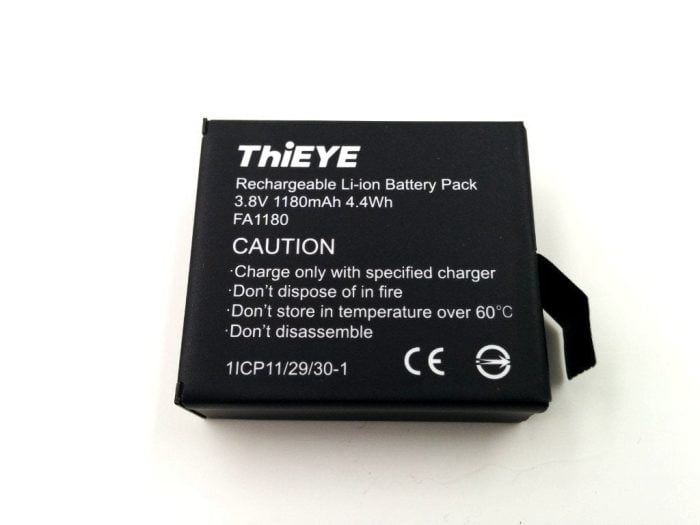 ThiEYE
Rechargeable Li-ion Battery Pack
3.8V 1180mAh 4.4Wh
FA1180
CAUTION
·Charge only with specified charger
·Don't dispose of in fire
·Don't store in temperature over 60°C
·Don't disassemble
1ICP11/29/30-1 CE